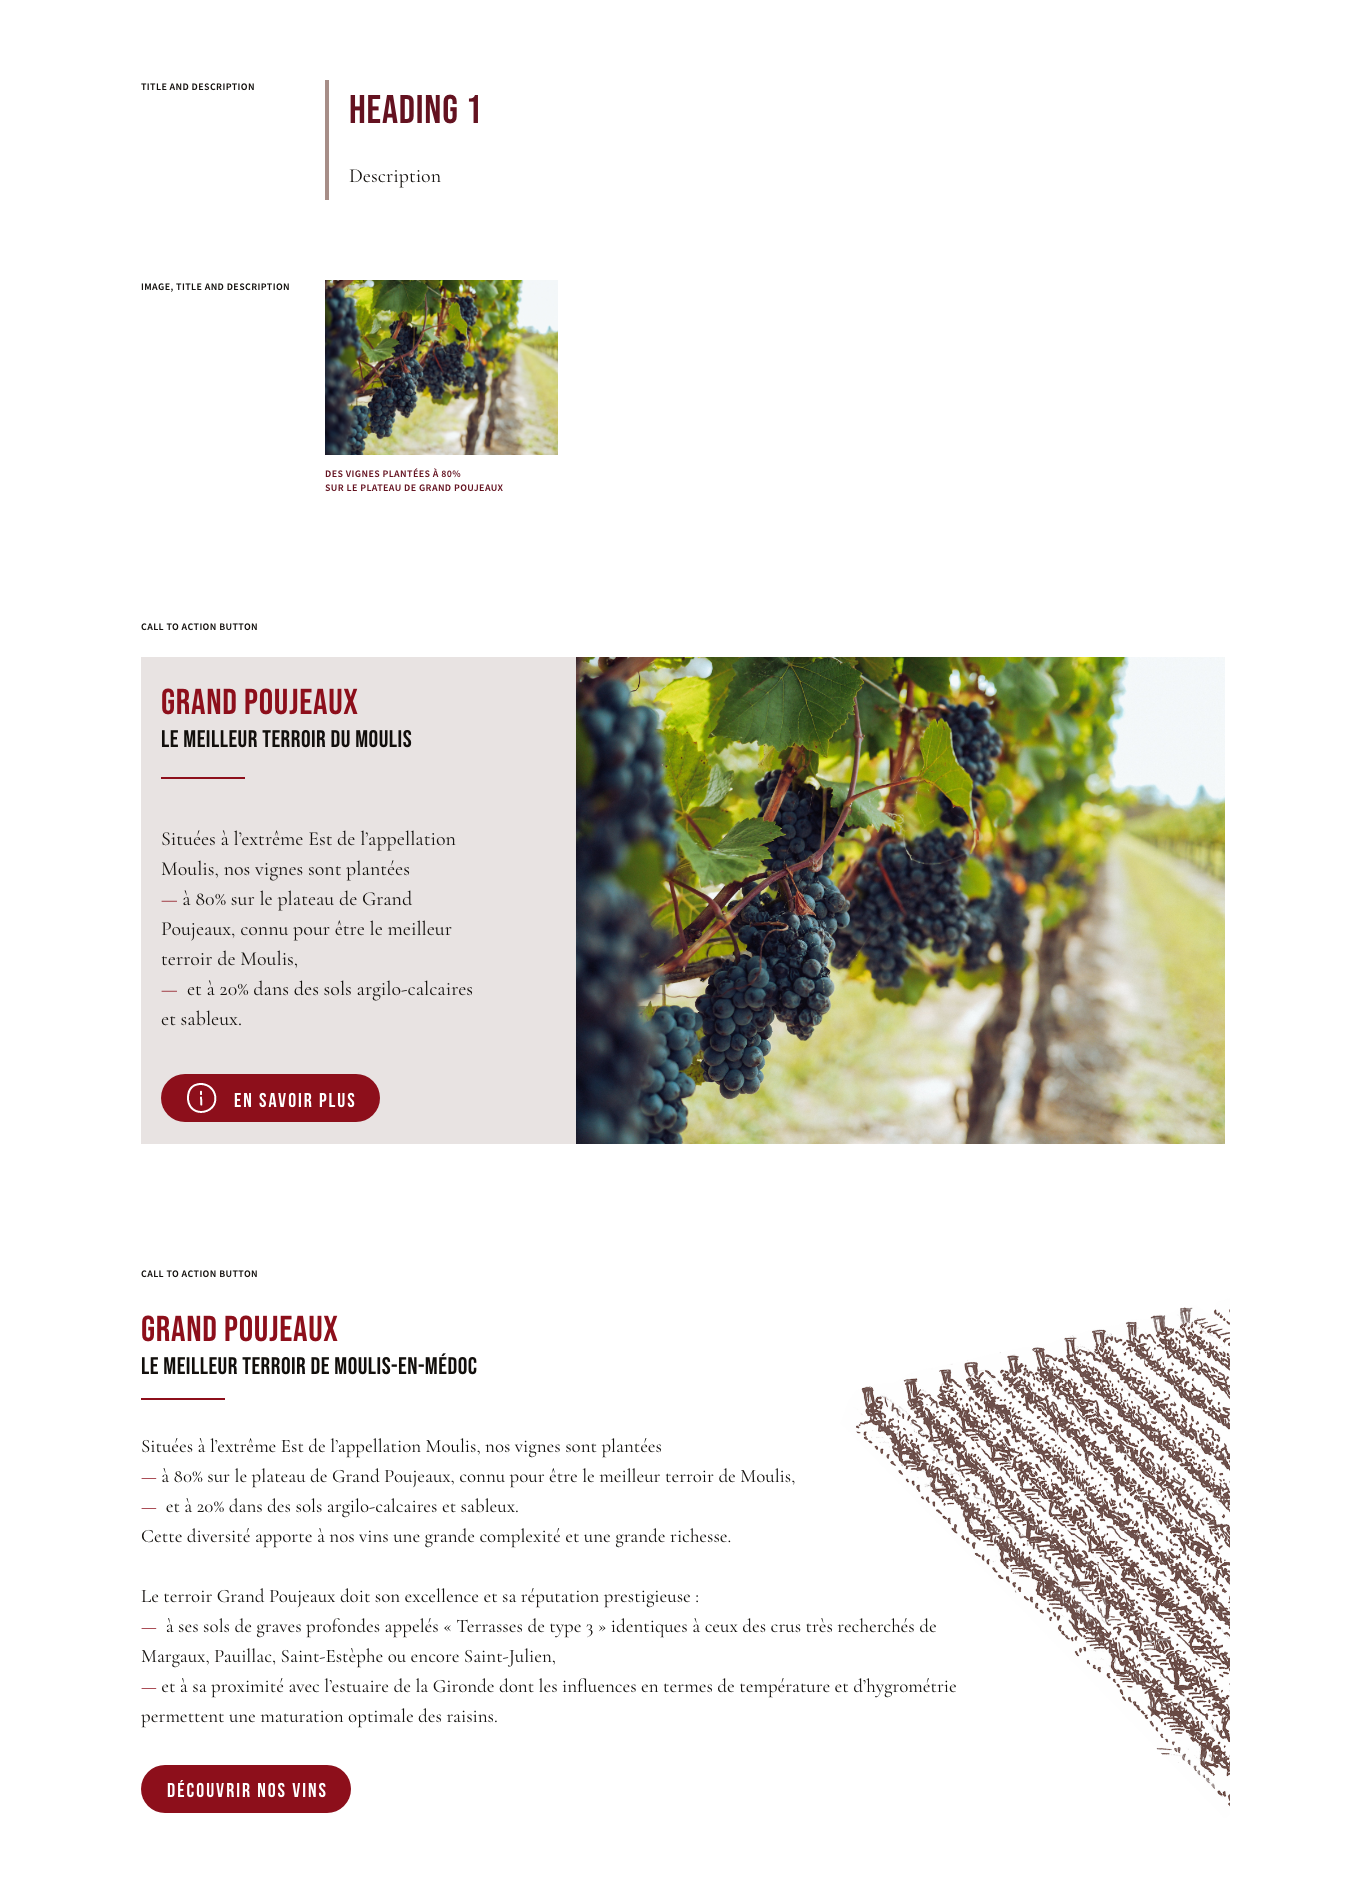 TITLE AND DESCRIPTION
HEADING 1
Description
IMAGE, TITLE AND DESCRIPTION
DES VIGNES PLANTÉES À 80%
SUR LE PLATEAU DE GRAND POUJEAUX
CALL TO ACTION BUTTON
GRAND POUJEAUX
LE MEILLEUR TERROIR DU MOULIS
Situées à l’extrême Est de l’appellation
Moulis, nos vignes sont plantées
— à 80% sur le plateau de Grand
Poujeaux, connu pour être le meilleur
terroir de Moulis,
— et à 20% dans des sols argilo-calcaires
et sableux.
EN SAVOIR PLUS
CALL TO ACTION BUTTON
GRAND POUJEAUX
LE MEILLEUR TERROIR DE MOULIS-EN-MÉDOC
Situées à l’extrême Est de l’appellation Moulis, nos vignes sont plantées
— à 80% sur le plateau de Grand Poujeaux, connu pour être le meilleur terroir de Moulis,
— et à 20% dans des sols argilo-calcaires et sableux.
Cette diversité apporte à nos vins une grande complexité et une grande richesse.
Le terroir Grand Poujeaux doit son excellence et sa réputation prestigieuse :
— à ses sols de graves profondes appelés « Terrasses de type 3 » identiques à ceux des crus très recherchés de
Margaux, Pauillac, Saint-Estèphe ou encore Saint-Julien,
— et à sa proximité avec l’estuaire de la Gironde dont les influences en termes de température et d’hygrométrie
permettent une maturation optimale des raisins.
DÉCOUVRIR NOS VINS